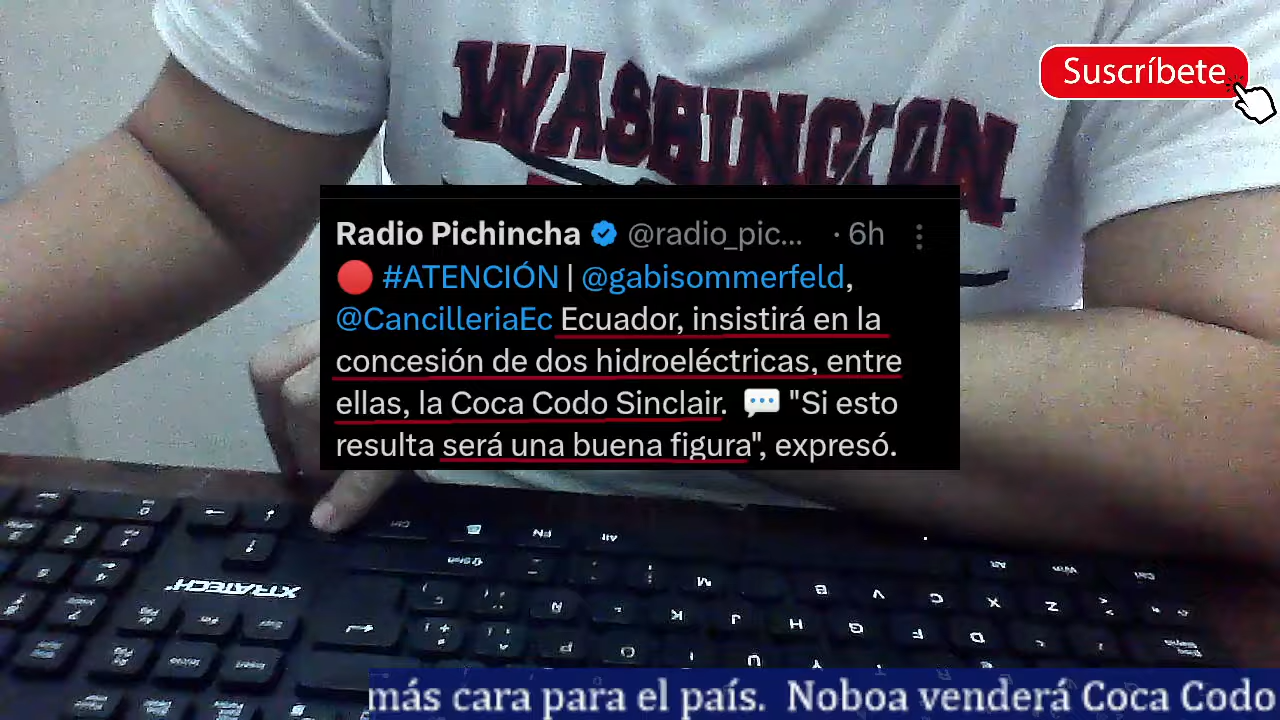 Suscríbete
WASHINGTON
Radio Pichincha @radio_pic... · 6h
🔴 #ATENCIÓN | @gabisommerfeld,
@CancilleriaEc Ecuador, insistirá en la
concesión de dos hidroeléctricas, entre
ellas, la Coca Codo Sinclair. 💬 "Si esto
resulta será una buena figura", expresó.
XTRATECH
más cara para el país. Noboa venderá Coca Codo